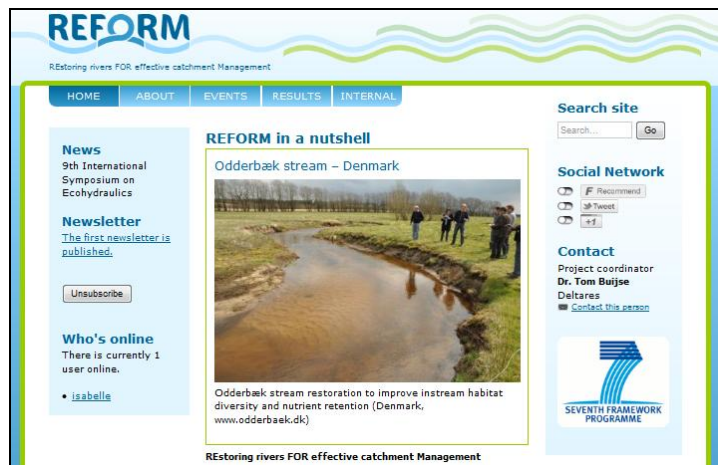 REFORM
REstoring rivers FOR effective catchment Management
HOME ABOUT EVENTS RESULTS INTERNAL
News
9th International
Symposium on
Ecohydraulics
Newsletter
The first newsletter is
published.
Unsubscribe
Who's online
There is currently 1
user online.
• isabelle
REFORM in a nutshell
Odderbæk stream – Denmark
Odderbæk stream restoration to improve instream habitat
diversity and nutrient retention (Denmark,
www.odderbaek.dk)
REstoring rivers FOR effective catchment Management
Search site
Search... Go
Social Network
F Recommend
Tweet
+1
Contact
Project coordinator
Dr. Tom Buijse
Deltares
Contact this person
7
SEVENTH FRAMEWORK
PROGRAMME